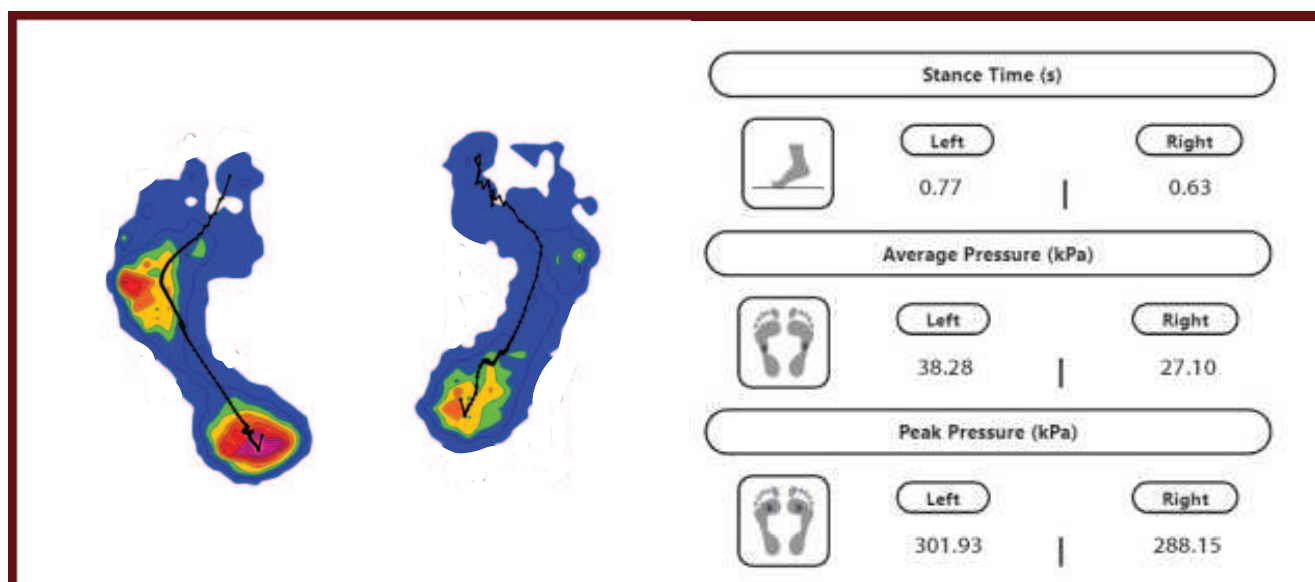 Stance Time (s)
Left
Right
0.77 | 0.63
Average Pressure (kPa)
Left
Right
38.28 | 27.10
Peak Pressure (kPa)
Left
Right
301.93 | 288.15